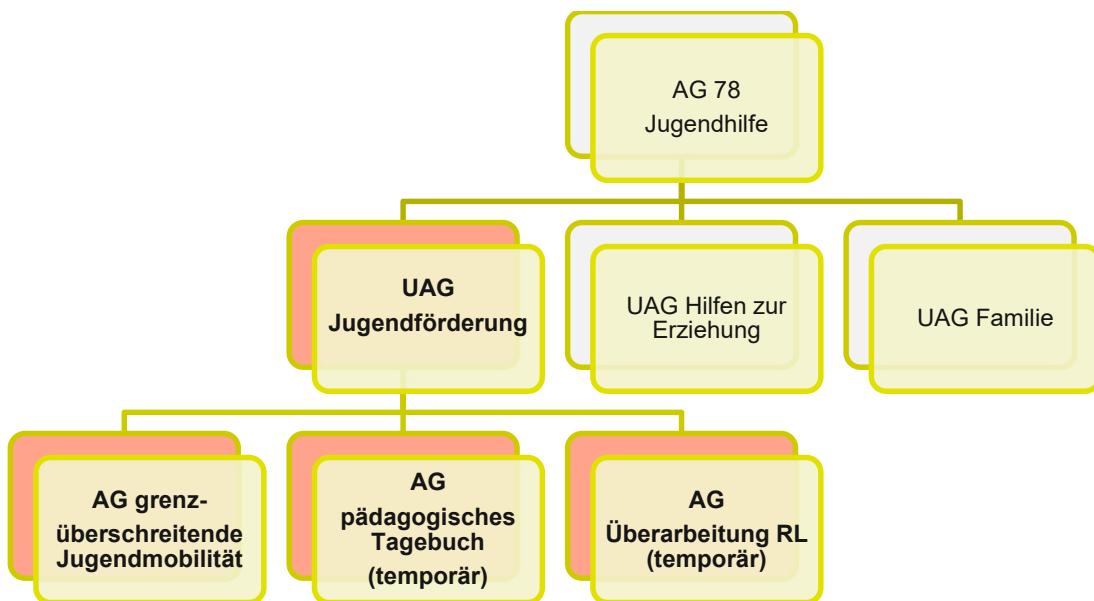 AG 78
Jugendhilfe
UAG
Jugendförderung
UAG Hilfen zur
Erziehung
UAG Familie
AG grenz-
überschreitende
Jugendmobilität
AG
pädagogisches
Tagebuch
(temporär)
AG
Überarbeitung RL
(temporär)